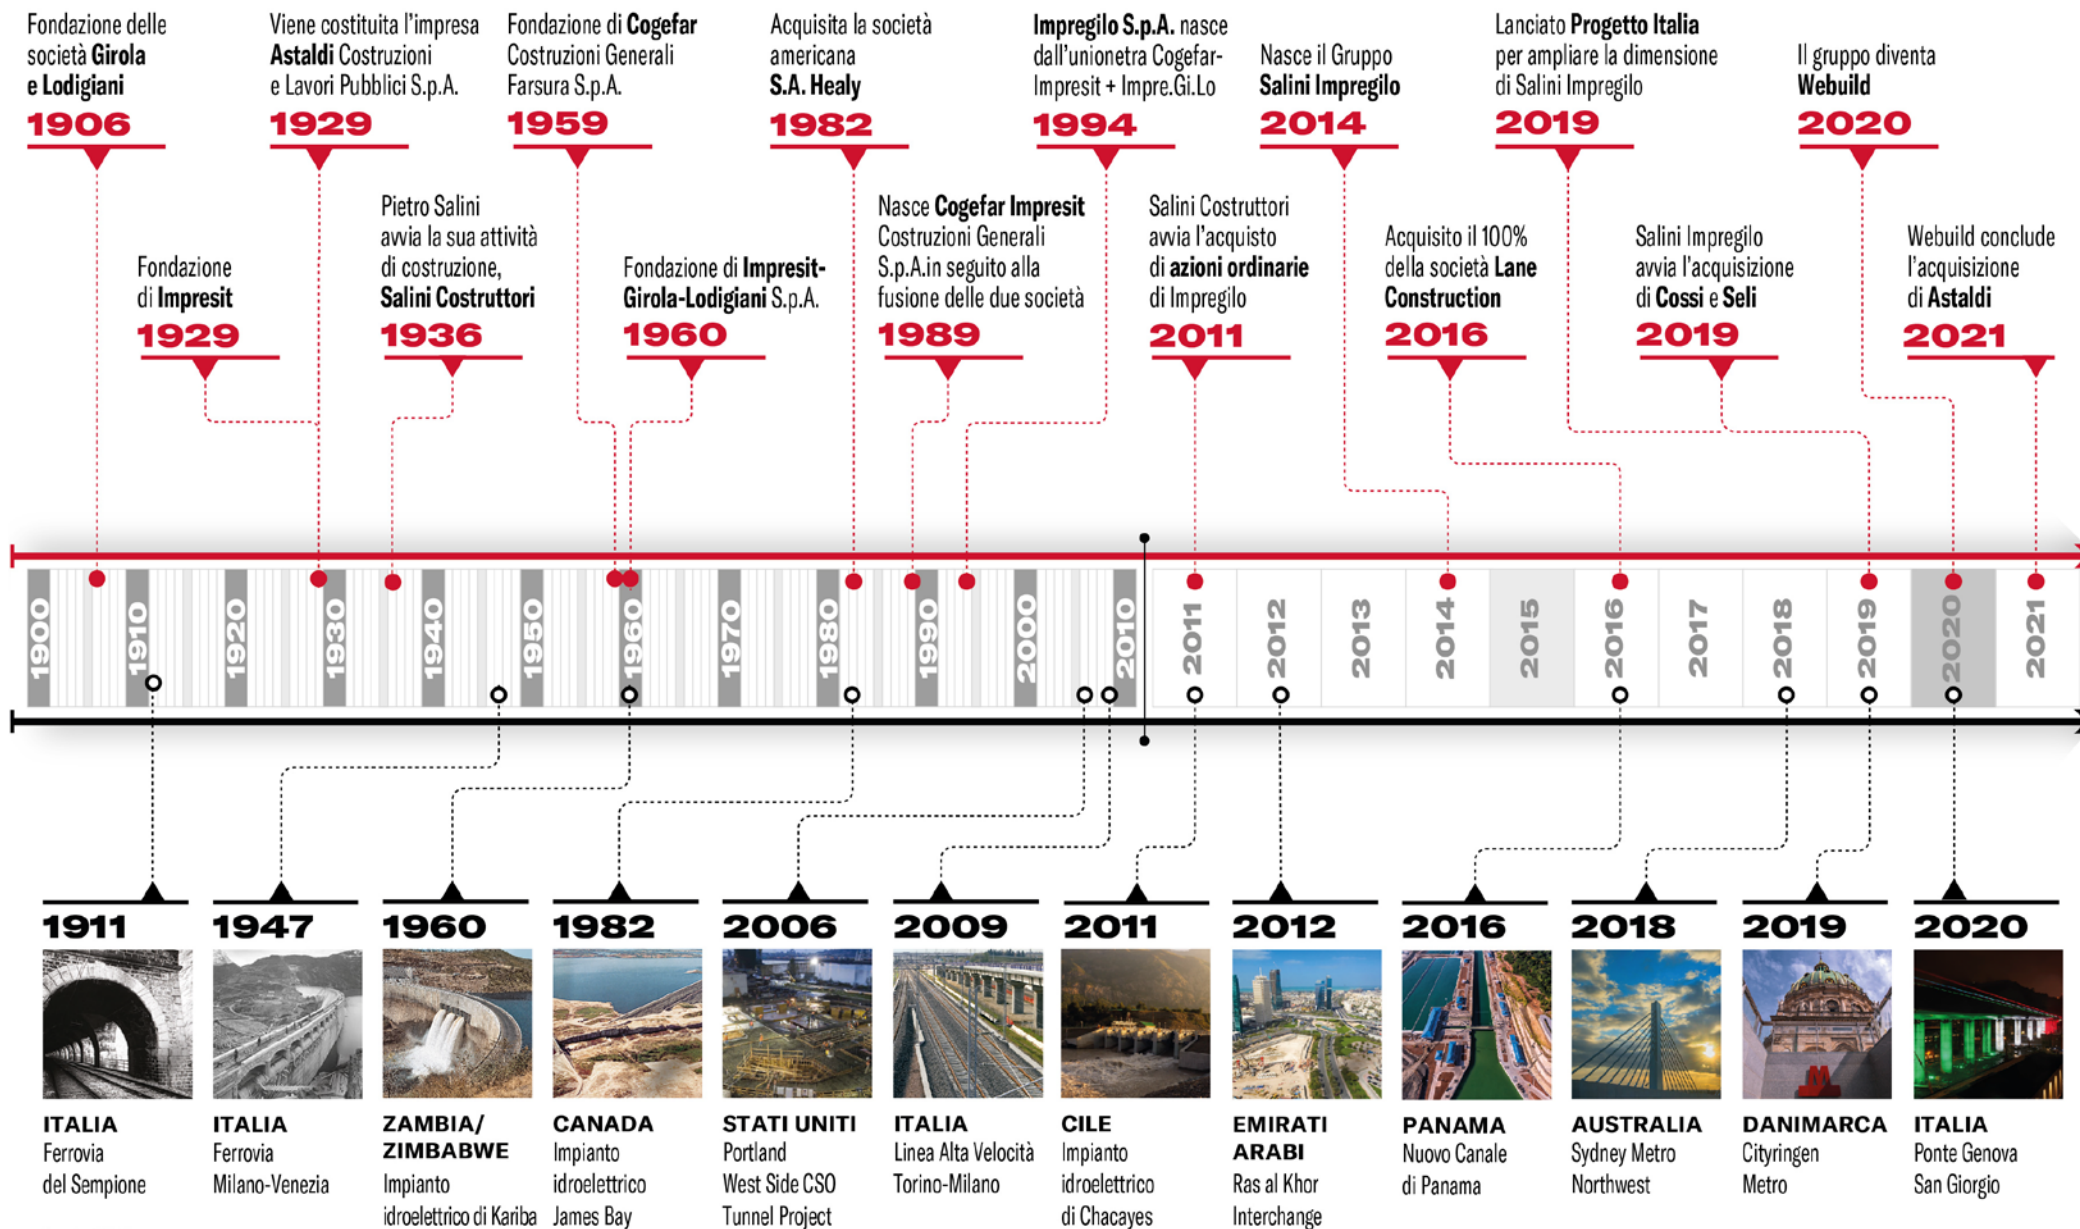 Fondazione delle
società Girola
e Lodigiani
1906
Viene costituita l'impresa
Astaldi Costruzioni
e Lavori Pubblici S.p.A.
1929
Fondazione di Cogefar
Costruzioni Generali
Farsura S.p.A.
1959
Acquisita la società
americana
S.A. Healy
1982
Impregilo S.p.A. nasce
dall'unionetra Cogefar-
Impresit + Impre.Gi.Lo
1994
Nasce il Gruppo
Salini Impregilo
2014
Lanciato Progetto Italia
per ampliare la dimensione
di Salini Impregilo
2019
Il gruppo diventa
Webuild
2020
Fondazione
di Impresit
1929
Pietro Salini
avvia la sua attività
di costruzione,
Salini Costruttori
1936
Fondazione di Impresit-
Girola-Lodigiani S.p.A.
1960
Nasce Cogefar Impresit
Costruzioni Generali
S.p.A.in seguito alla
fusione delle due società
1989
Salini Costruttori
avvia l'acquisto
di azioni ordinarie
di Impregilo
2011
Acquisito il 100%
della società Lane
Construction
2016
Salini Impregilo
avvia l'acquisizione
di Cossi e Seli
2019
Webuild conclude
l'acquisizione
di Astaldi
2021
1900
1910
1920
1930
1940
1950
1960
1970
1980
1990
2000
2010
2011
2012
2013
2014
2015
2016
2017
2018
2019
2020
2021
1911
ITALIA
Ferrovia
del Sempione
1947
ITALIA
Ferrovia
Milano-Venezia
1960
ZAMBIA/
ZIMBABWE
Impianto
idroelettrico di Kariba
1982
CANADA
Impianto
idroelettrico
James Bay
2006
STATI UNITI
Portland
West Side CSO
Tunnel Project
2009
ITALIA
Linea Alta Velocità
Torino-Milano
2011
CILE
Impianto
idroelettrico
di Chacayes
2012
EMIRATI
ARABI
Ras al Khor
Interchange
2016
PANAMA
Nuovo Canale
di Panama
2018
AUSTRALIA
Sydney Metro
Northwest
2019
M
DANIMARCA
Cityringen
Metro
2020
ITALIA
Ponte Genova
San Giorgio